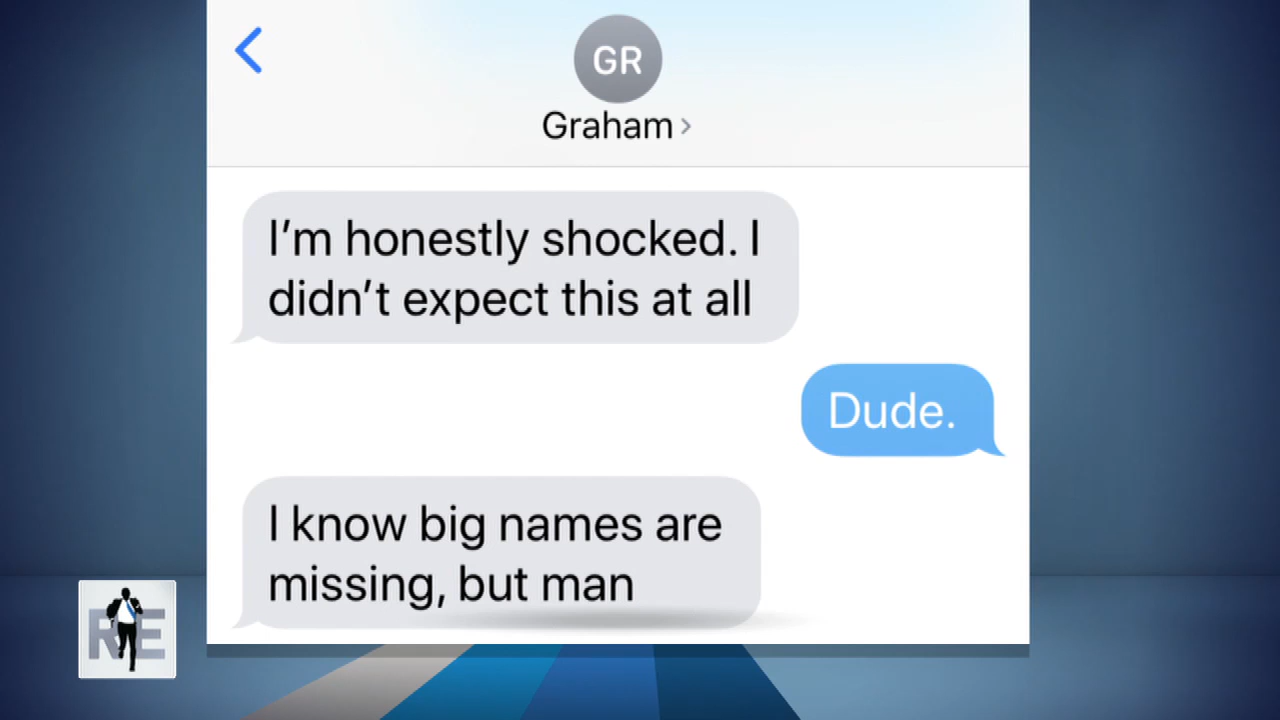 GR
Graham
I’m honestly shocked. I
didn’t expect this at all
Dude.
I know big names are
missing, but man
RE